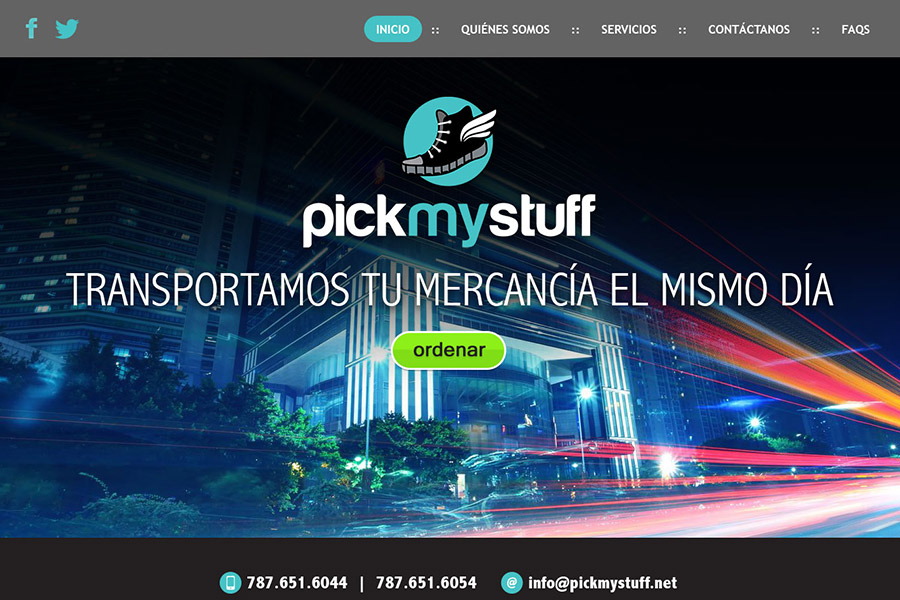 INICIO :: QUIÉNES SOMOS :: SERVICIOS :: CONTÁCTANOS :: FAQS
pickmystuff
TRANSPORTAMOS TU MERCANCÍA EL MISMO DÍA
ordenar
787.651.6044 | 787.651.6054 @ info@pickmystuff.net